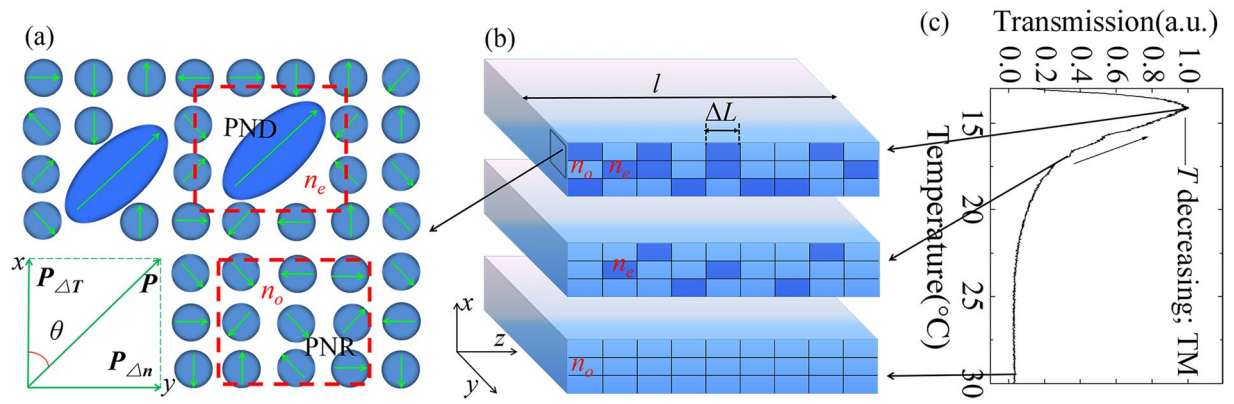 (a)
PND
n_e
n_o
PNR
x
P_△T
P
θ
P_△n
y
(b)
l
ΔL
n_o n_e
n_e
n_o
x
z
y
(c)
Transmission(a.u.)
0.0 0.2 0.4 0.6 0.8 1.0
15
20
25
30
Temperature(°C)
T decreasing; TM